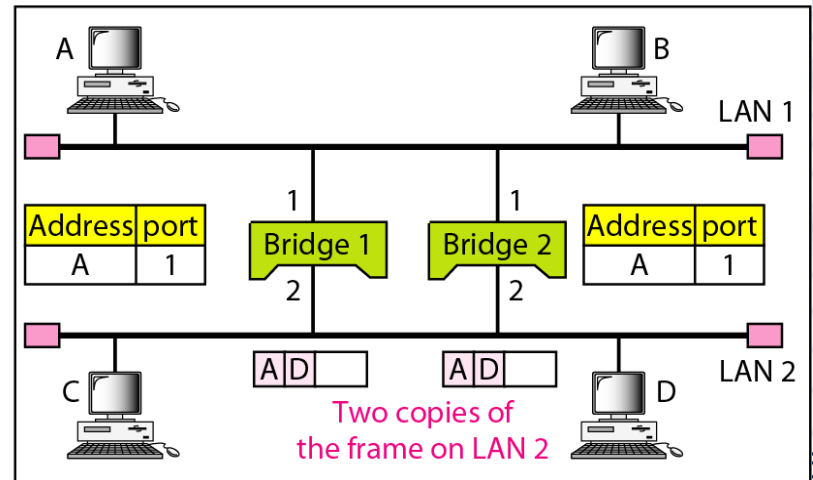 A
B
LAN 1
1
1
Address port
A 1
Bridge 1
Bridge 2
Address port
A 1
2
2
A D
A D
LAN 2
C
D
Two copies of
the frame on LAN 2